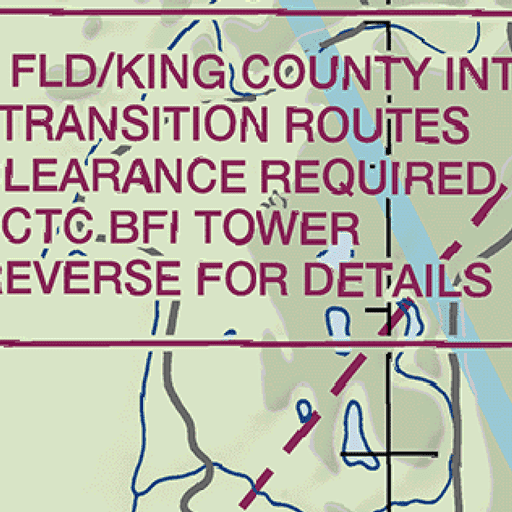 FLD/KING COUNTY INT
TRANSITION ROUTES
LEARANCE REQUIRED
CTC BFI TOWER
REVERSE FOR DETAILS